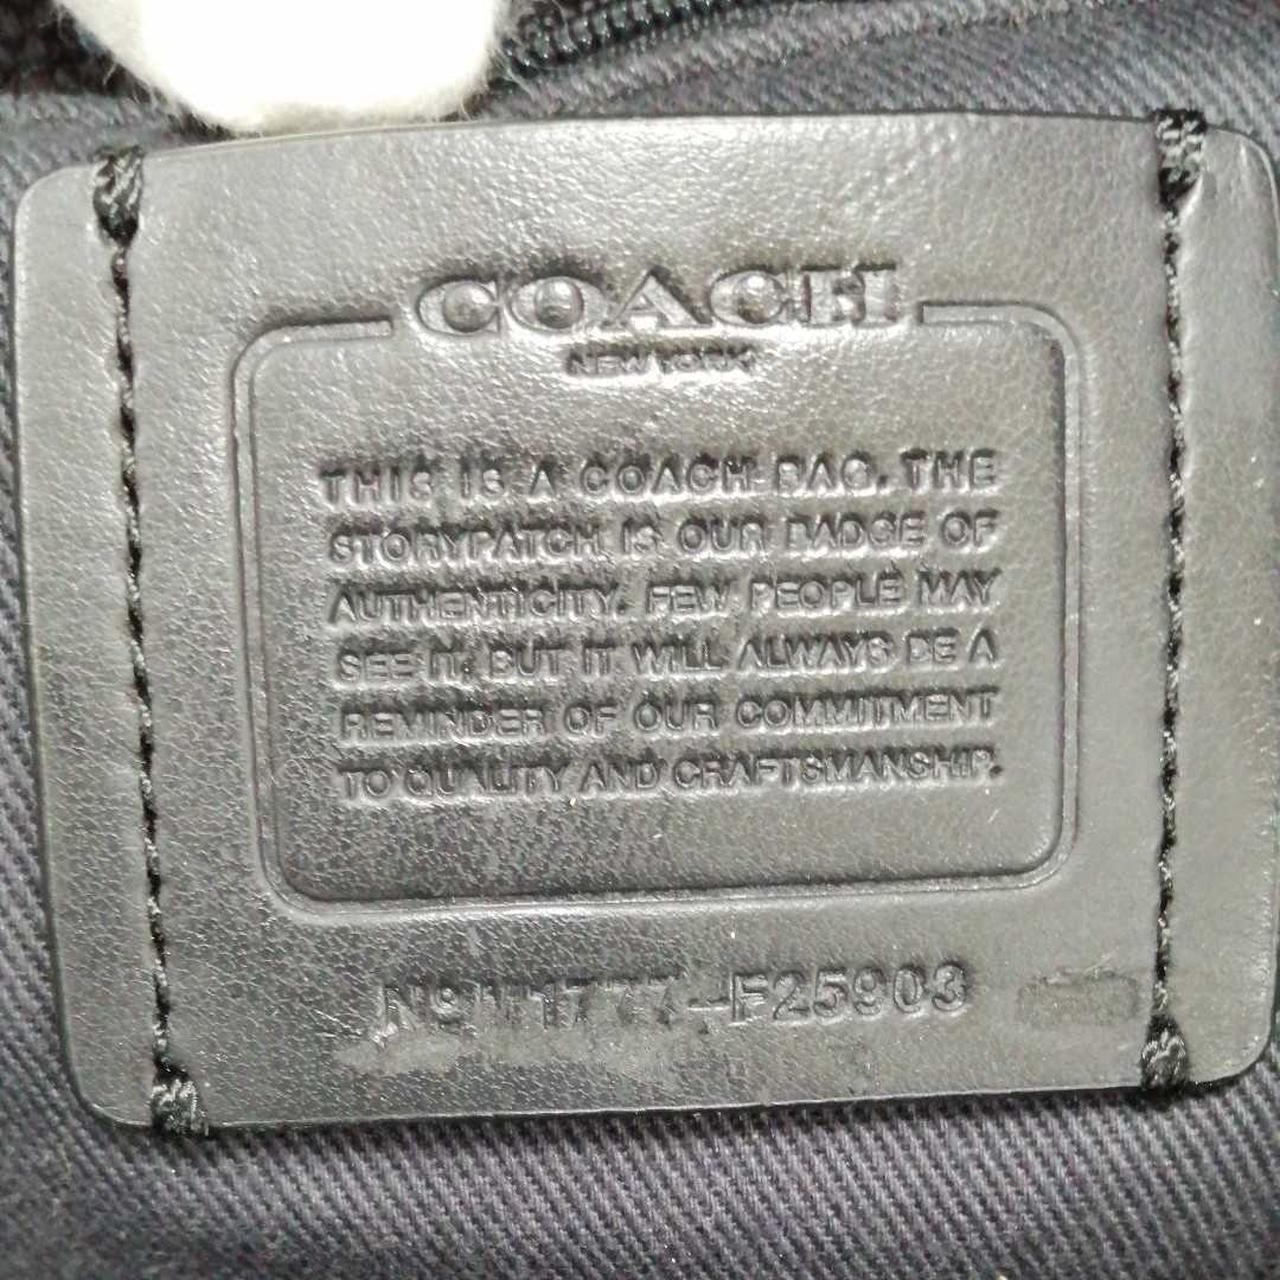 COACH
NEW YORK
THIS IS A COACH BAG. THE
STORYPATCH IS OUR BADGE OF
AUTHENTICITY. FEW PEOPLE MAY
SEE IT, BUT IT WILL ALWAYS BE A
REMINDER OF OUR COMMITMENT
TO QUALITY AND CRAFTSMANSHIP.
F25903